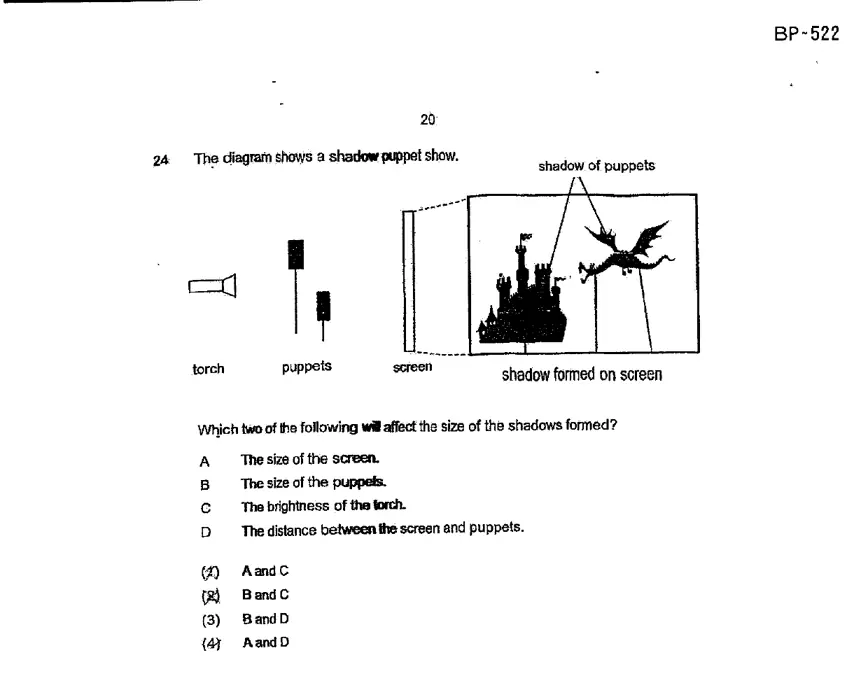 BP-522
20
24 The diagram shows a shadow puppet show.
shadow of puppets
torch puppets screen shadow formed on screen
Which two of the following will affect the size of the shadows formed?
A The size of the screen.
B The size of the puppets.
C The brightness of the torch.
D The distance between the screen and puppets.
(1) A and C
(2) B and C
(3) B and D
(4) A and D